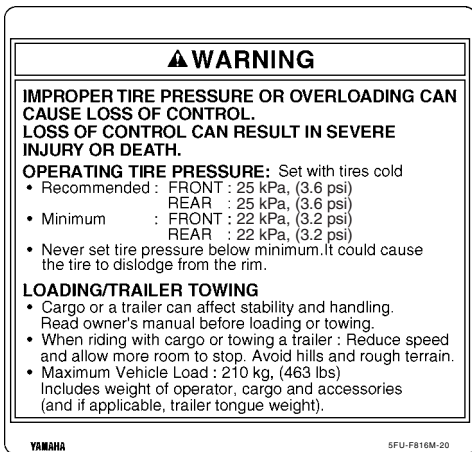 ⚠WARNING
IMPROPER TIRE PRESSURE OR OVERLOADING CAN
CAUSE LOSS OF CONTROL.
LOSS OF CONTROL CAN RESULT IN SEVERE
INJURY OR DEATH.
OPERATING TIRE PRESSURE: Set with tires cold
• Recommended : FRONT : 25 kPa, (3.6 psi)
REAR : 25 kPa, (3.6 psi)
• Minimum : FRONT : 22 kPa, (3.2 psi)
REAR : 22 kPa, (3.2 psi)
• Never set tire pressure below minimum.It could cause
the tire to dislodge from the rim.
LOADING/TRAILER TOWING
• Cargo or a trailer can affect stability and handling.
Read owner's manual before loading or towing.
• When riding with cargo or towing a trailer : Reduce speed
and allow more room to stop. Avoid hills and rough terrain.
• Maximum Vehicle Load : 210 kg, (463 lbs)
Includes weight of operator, cargo and accessories
(and if applicable, trailer tongue weight).
YAMAHA 5FU-F816M-20